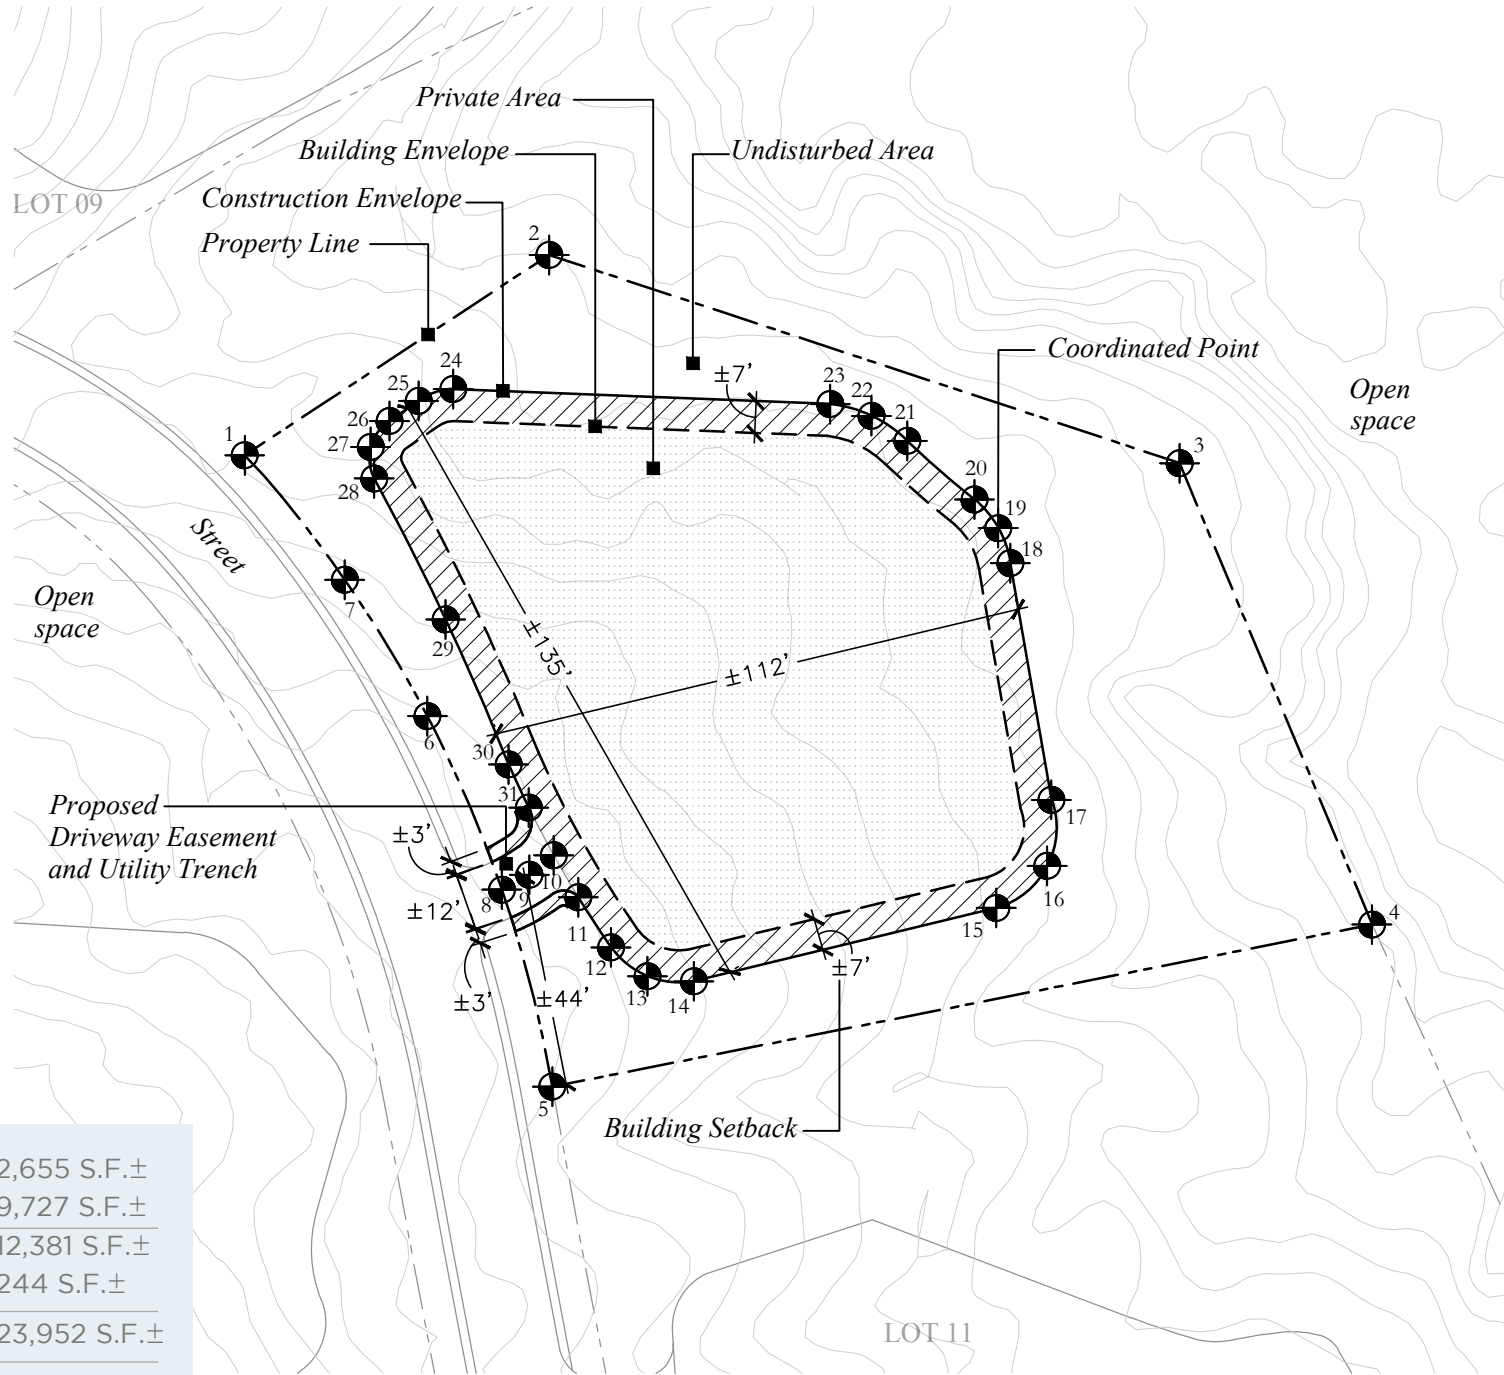 Private Area
Building Envelope
Undisturbed Area
Construction Envelope
LOT 09
Property Line
2
Coordinated Point
24
±7'
23
25
22
Open
space
26
21
1
27
3
28
20
19
Street
18
Open
space
7
29
±135'
±112'
6
30
31
Proposed
Driveway Easement
and Utility Trench
17
±3'
10
9
8
16
±12'
11
15
4
12
13
14
±7'
±3'
±44'
5
Building Setback
2,655 S.F.±
9,727 S.F.±
12,381 S.F.±
244 S.F.±
23,952 S.F.±
LOT 11